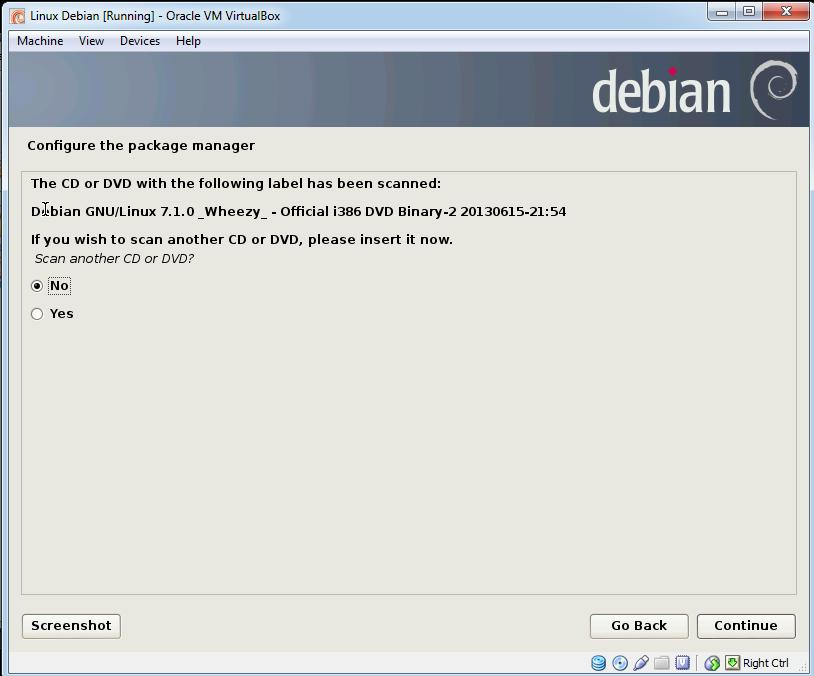 Linux Debian [Running] - Oracle VM VirtualBox
Machine View Devices Help
debian
Configure the package manager
The CD or DVD with the following label has been scanned:
Debian GNU/Linux 7.1.0 _Wheezy_ - Official i386 DVD Binary-2 20130615-21:54
If you wish to scan another CD or DVD, please insert it now.
Scan another CD or DVD?
No
Yes
Screenshot Go Back Continue
Right Ctrl